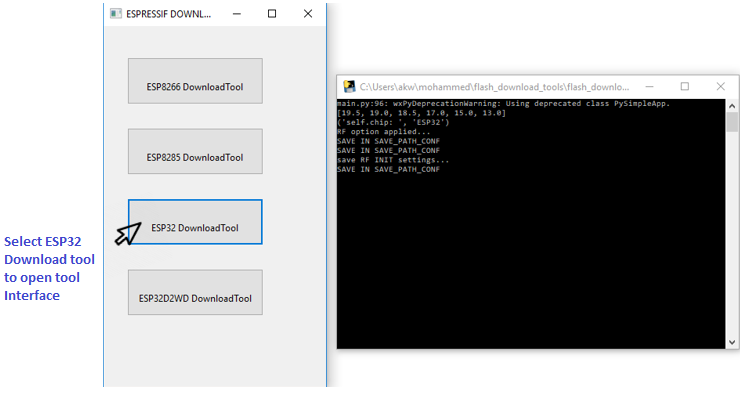 ESPRESSIF DOWNL...
ESP8266 DownloadTool
ESP8285 DownloadTool
ESP32 DownloadTool
ESP32D2WD DownloadTool
Select ESP32
Download tool
to open tool
Interface
C:\Users\akw\mohammed\flash_download_tools\flash_downlo...
main.py:96: wxPyDeprecationWarning: Using deprecated class PySimpleApp.
[19.5, 19.0, 18.5, 17.0, 15.0, 13.0]
('self.chip: ', 'ESP32')
RF option applied...
SAVE IN SAVE_PATH_CONF
SAVE IN SAVE_PATH_CONF
save RF INIT settings...
SAVE IN SAVE_PATH_CONF